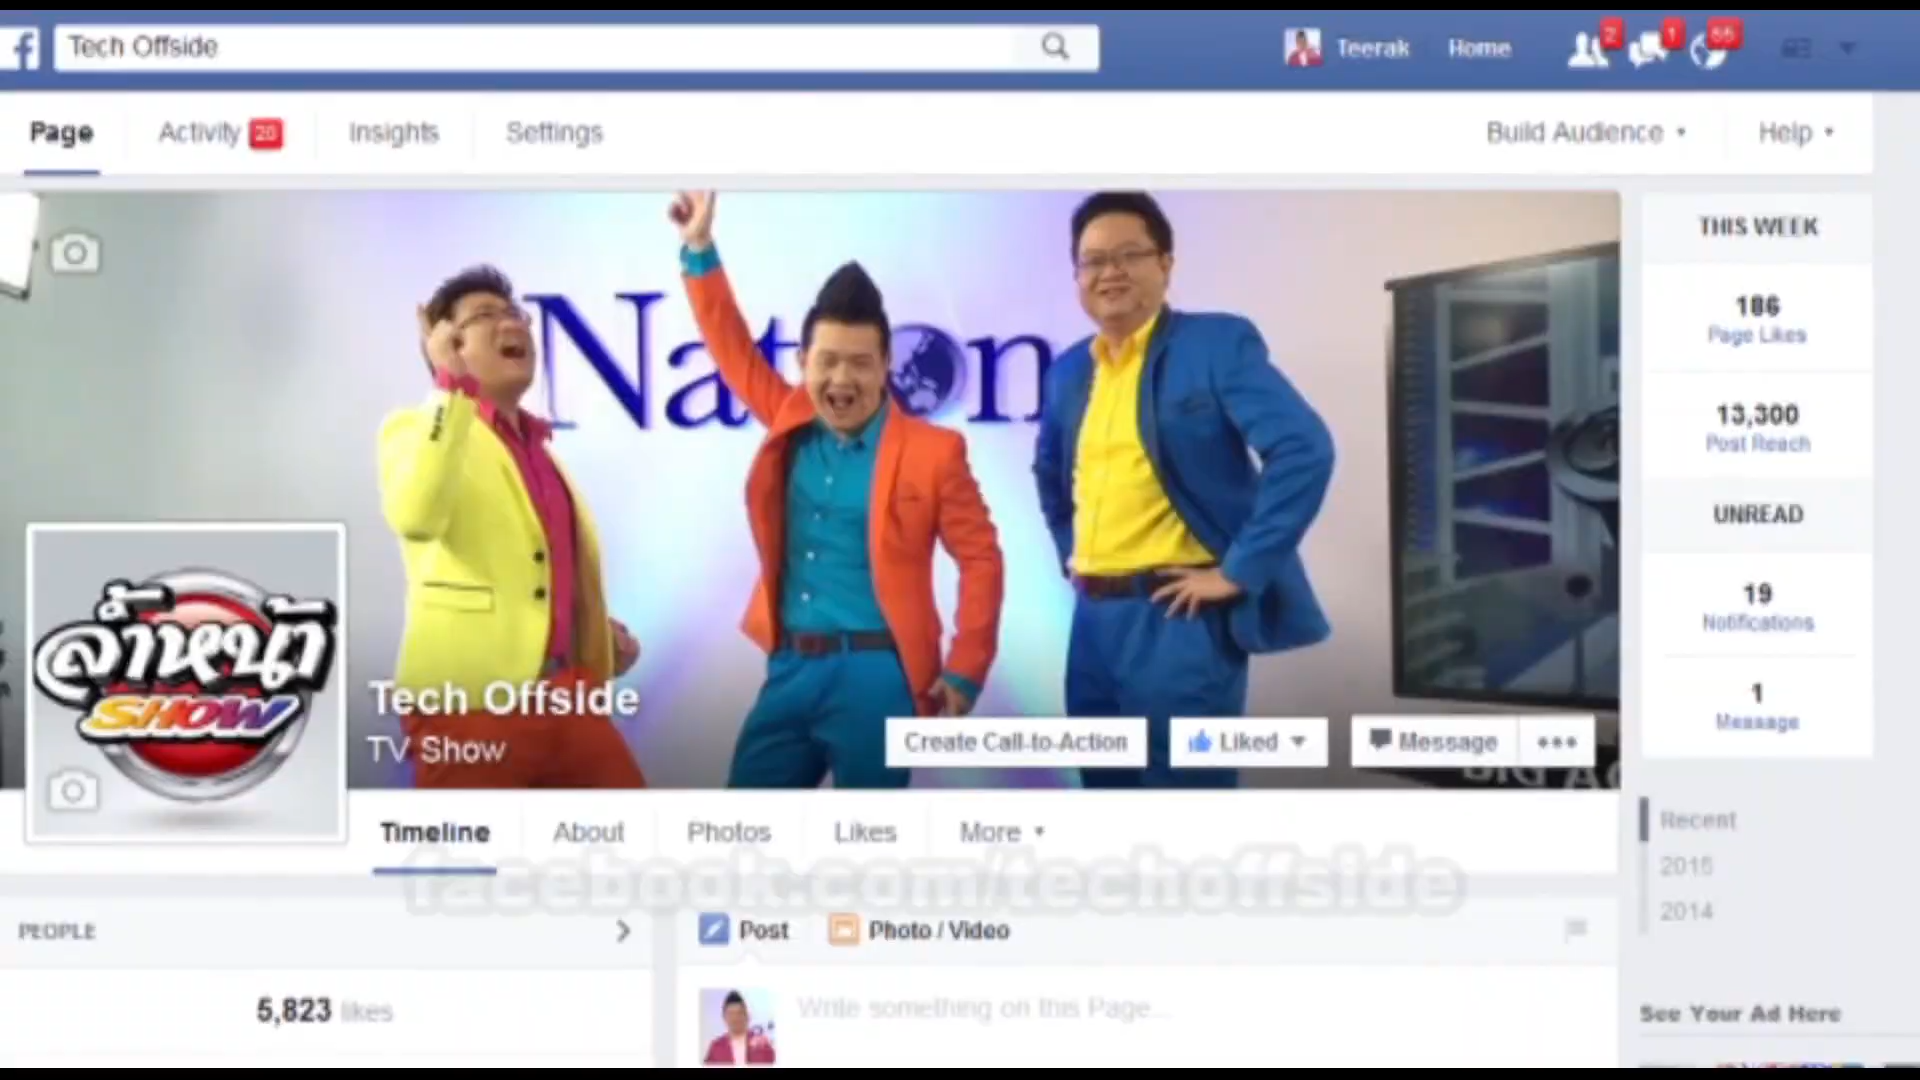 Tech Offside
Teerak
Home
2
1
55
Page
Activity 20
Insights
Settings
Build Audience
Help
THIS WEEK
186
Page Likes
13,300
Post Reach
UNREAD
19
Notifications
1
Message
Nation
ล้ำหน้า
SHOW
Tech Offside
TV Show
Create Call-to-Action
Liked
Message
Timeline
About
Photos
Likes
More
Recent
2015
2014
facebook.com/techoffside
PEOPLE
5,823 likes
Post
Photo / Video
Write something on this Page...
See Your Ad Here